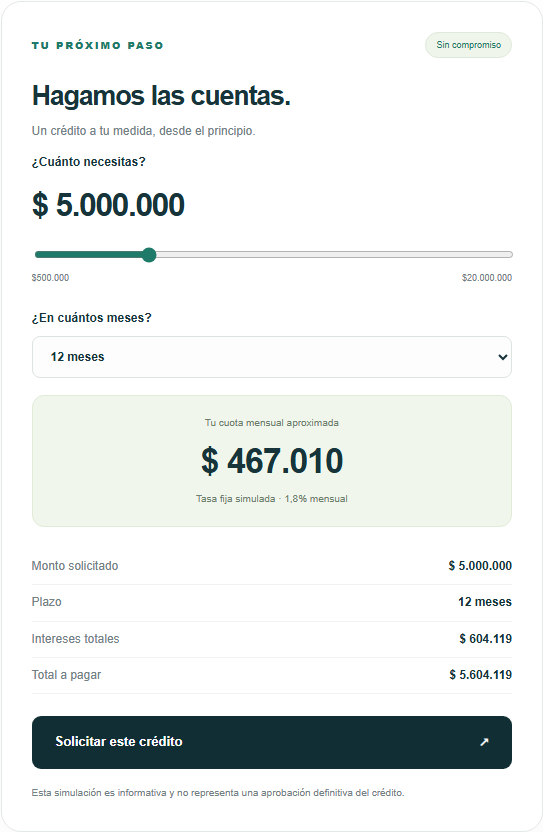 TU PRÓXIMO PASO
Sin compromiso
Hagamos las cuentas.
Un crédito a tu medida, desde el principio.
¿Cuánto necesitas?
$ 5.000.000
$500.000
$20.000.000
¿En cuántos meses?
12 meses
Tu cuota mensual aproximada
$ 467.010
Tasa fija simulada · 1,8% mensual
Monto solicitado
$ 5.000.000
Plazo
12 meses
Intereses totales
$ 604.119
Total a pagar
$ 5.604.119
Solicitar este crédito ↗
Esta simulación es informativa y no representa una aprobación definitiva del crédito.